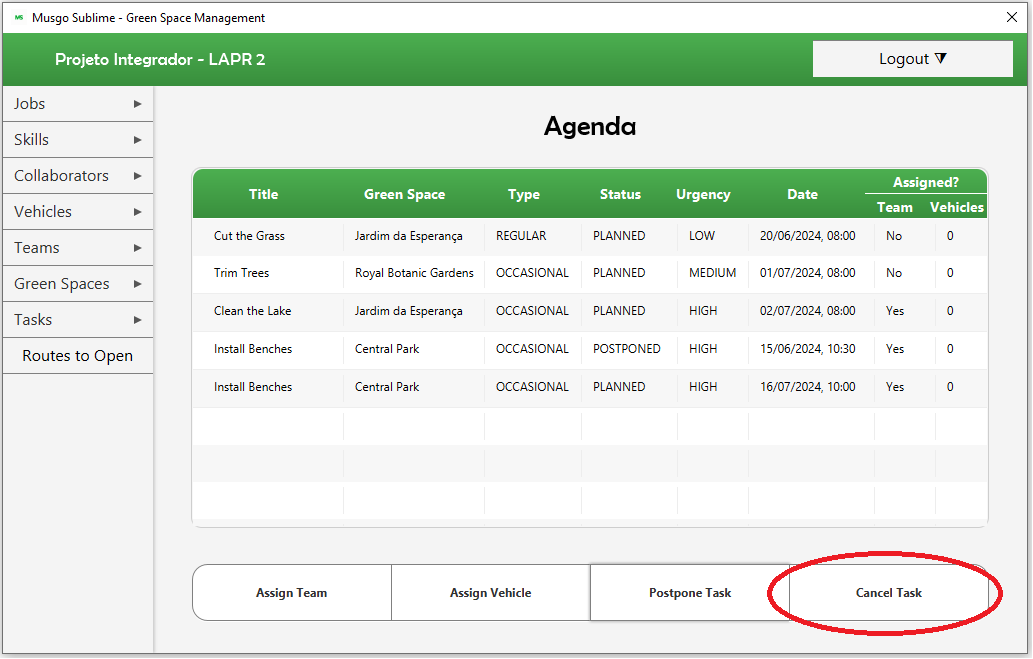 MS Musgo Sublime - Green Space Management
Projeto Integrador - LAPR 2
Logout
Jobs
Skills
Collaborators
Vehicles
Teams
Green Spaces
Tasks
Routes to Open
Agenda
Title Green Space Type Status Urgency Date Assigned?
Team Vehicles
Cut the Grass Jardim da Esperança REGULAR PLANNED LOW 20/06/2024, 08:00 No 0
Trim Trees Royal Botanic Gardens OCCASIONAL PLANNED MEDIUM 01/07/2024, 08:00 No 0
Clean the Lake Jardim da Esperança OCCASIONAL PLANNED HIGH 02/07/2024, 08:00 Yes 0
Install Benches Central Park OCCASIONAL POSTPONED HIGH 15/06/2024, 10:30 Yes 0
Install Benches Central Park OCCASIONAL PLANNED HIGH 16/07/2024, 10:00 Yes 0
Assign Team Assign Vehicle Postpone Task Cancel Task